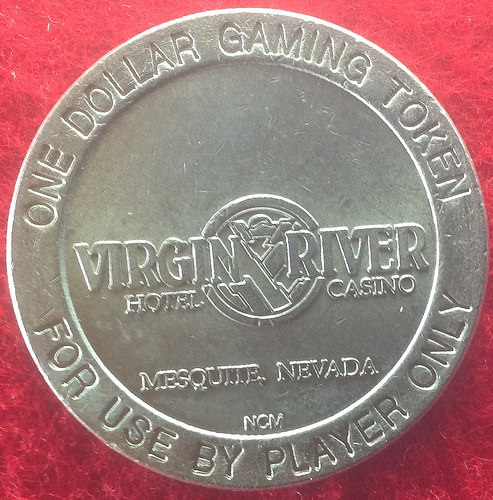 ONE DOLLAR GAMING TOKEN
VIRGIN RIVER
HOTEL CASINO
MESQUITE, NEVADA
NCM
FOR USE BY PLAYER ONLY